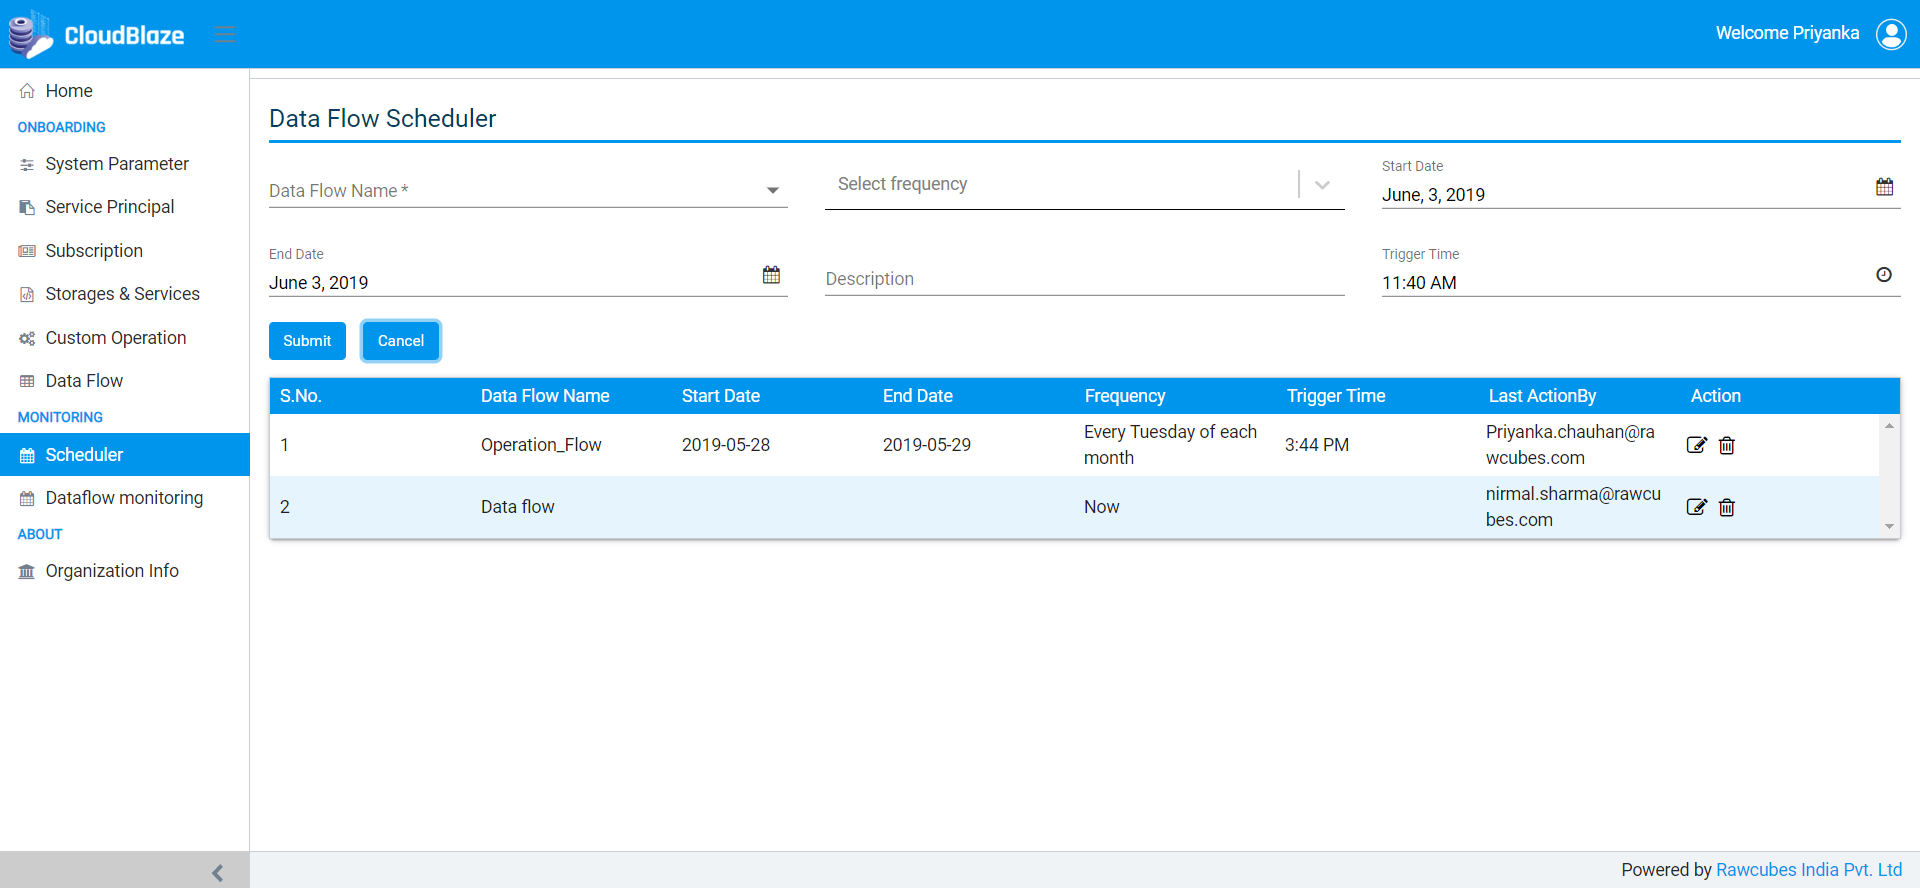 CloudBlaze
Welcome Priyanka
Home
ONBOARDING
System Parameter
Service Principal
Subscription
Storages & Services
Custom Operation
Data Flow
MONITORING
Scheduler
Dataflow monitoring
ABOUT
Organization Info
Data Flow Scheduler
Data Flow Name *
Select frequency
Start Date
June, 3, 2019
End Date
June 3, 2019
Description
Trigger Time
11:40 AM
Submit Cancel
S.No. Data Flow Name Start Date End Date Frequency Trigger Time Last ActionBy Action
1 Operation_Flow 2019-05-28 2019-05-29 Every Tuesday of each 3:44 PM Priyanka.chauhan@ra
month wcubes.com
2 Data flow Now nirmal.sharma@rawcu
bes.com
Powered by Rawcubes India Pvt. Ltd